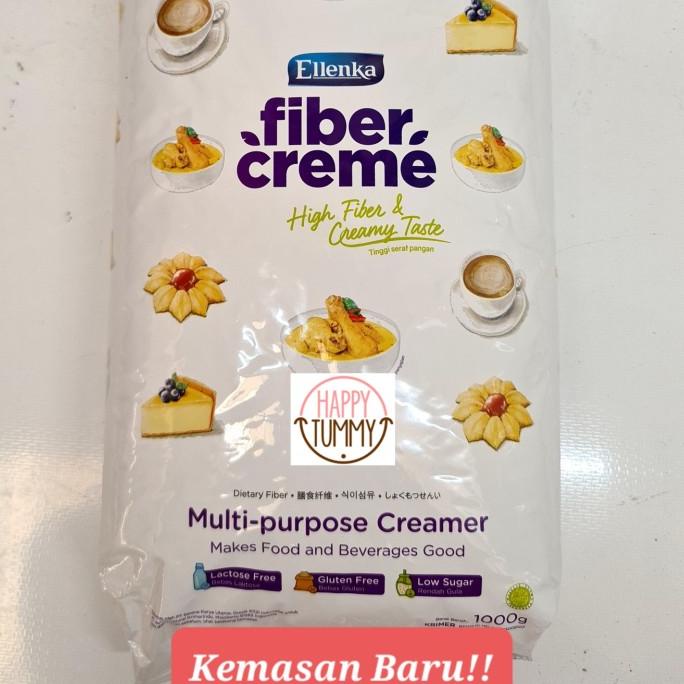 Ellenka
fiber
creme
High Fiber &
Creamy Taste
Tinggi serat pangan
HAPPY
TUMMY
Dietary Fiber • 膳食纤维 • 식이섬유 • しょくもつせんい
Multi-purpose Creamer
Makes Food and Beverages Good
Lactose Free
Bebas Laktosa
Gluten Free
Bebas Gluten
Low Sugar
Rendah Gula
1000g
KRIMER
Kemasan Baru!!